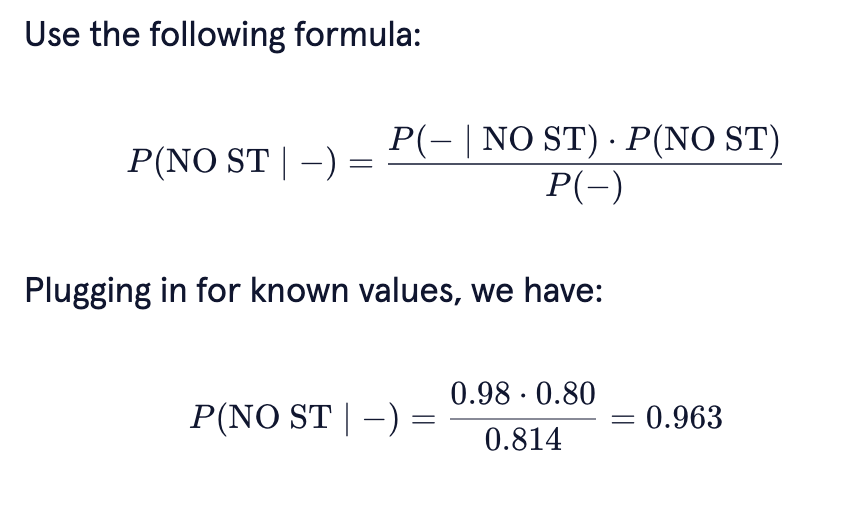 Use the following formula:
P(NO ST | −) = P(− | NO ST) · P(NO ST) / P(−)
Plugging in for known values, we have:
P(NO ST | −) = 0.98 · 0.80 / 0.814 = 0.963